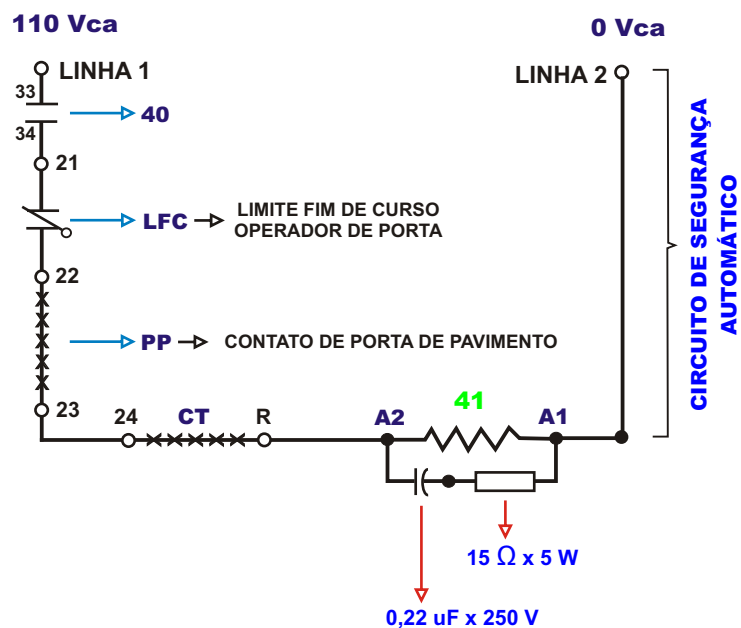 110 Vca
0 Vca
LINHA 1
LINHA 2
33
34
40
21
LFC
LIMITE FIM DE CURSO
OPERADOR DE PORTA
22
PP
CONTATO DE PORTA DE PAVIMENTO
23
24
CT
R
A2
41
A1
15 Ω x 5 W
0,22 uF x 250 V
CIRCUITO DE SEGURANÇA
AUTOMÁTICO